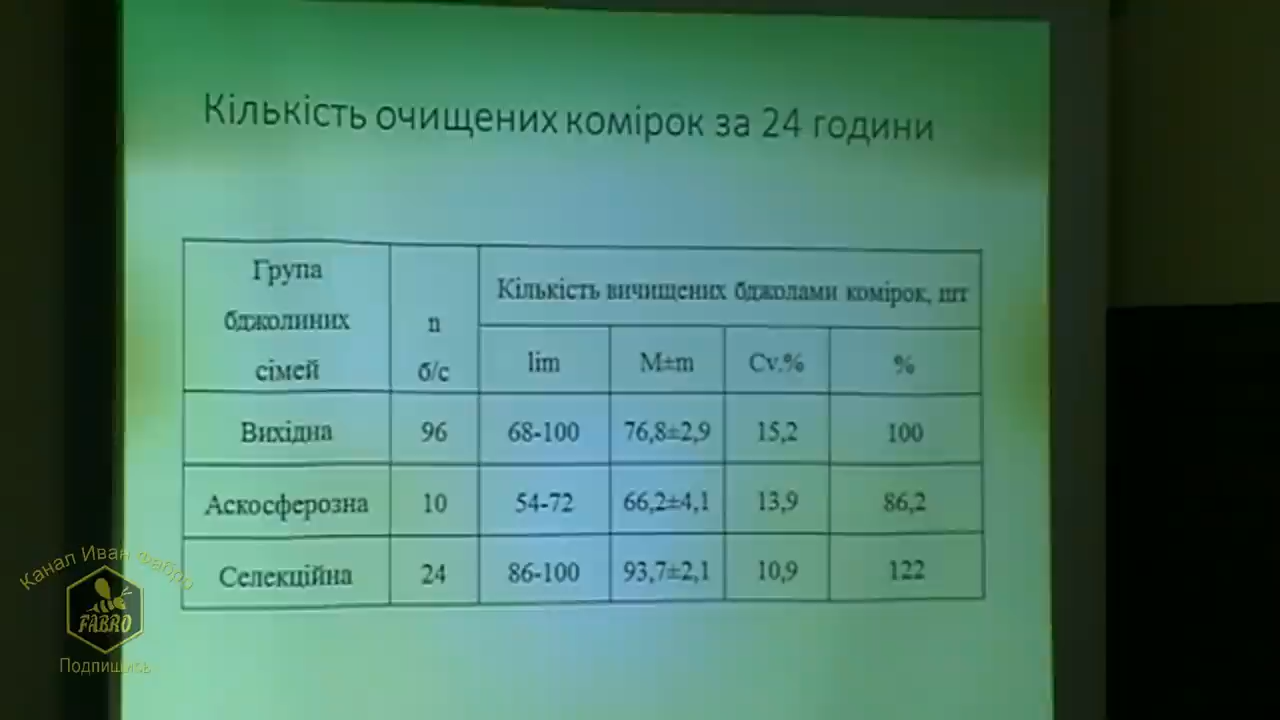 Кількість очищених комірок за 24 години
Група
бджолиних
сімей
n
б/с
Кількість вичищених бджолами комірок, шт
lim M±m Cv.% %
Вихідна 96 68-100 76,8±2,9 15,2 100
Аскосферозна 10 54-72 66,2±4,1 13,9 86,2
Селекційна 24 86-100 93,7±2,1 10,9 122
Канал Иван Фабро
FABRO
Подпишись